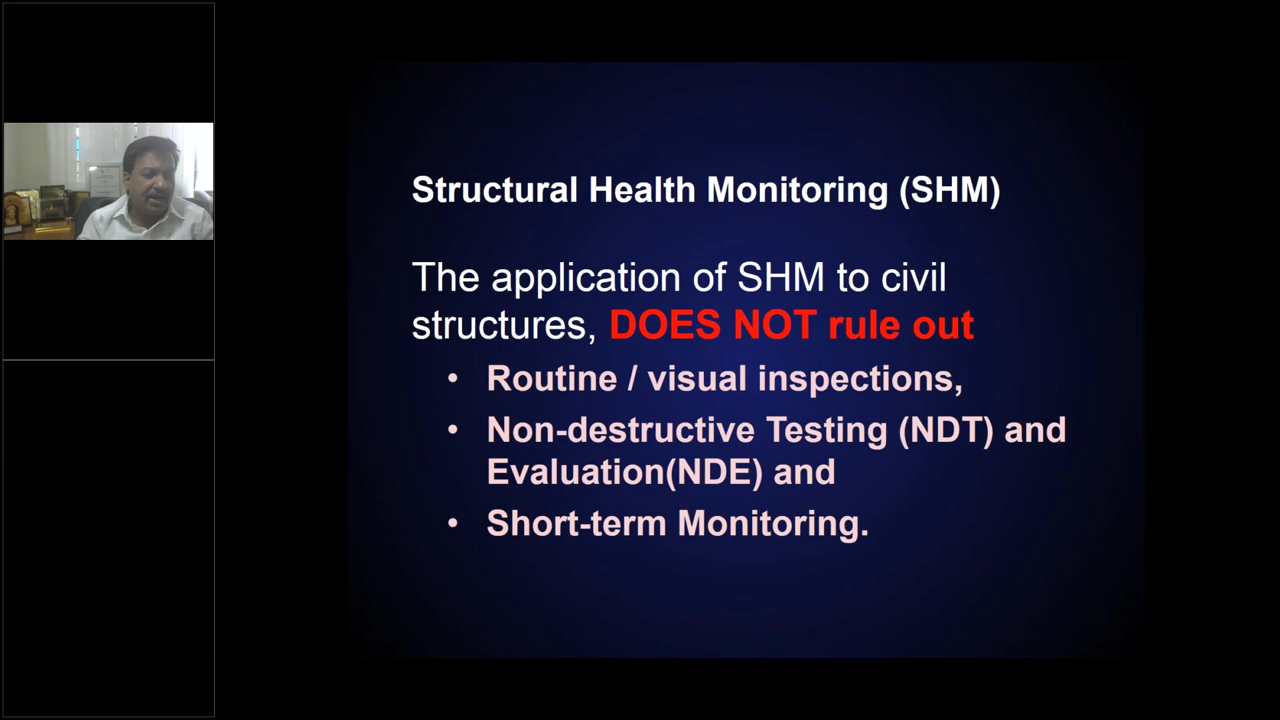 Structural Health Monitoring (SHM)
The application of SHM to civil
structures, DOES NOT rule out
• Routine / visual inspections,
• Non-destructive Testing (NDT) and
Evaluation(NDE) and
• Short-term Monitoring.